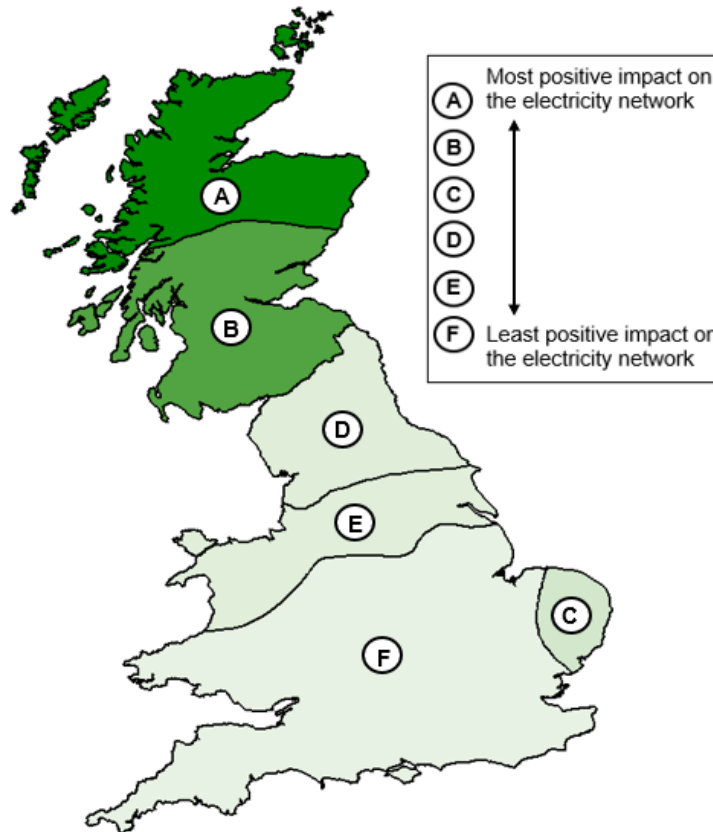 A
Most positive impact on
the electricity network
B
C
D
E
F
Least positive impact on
the electricity network
A
B
D
E
C
F